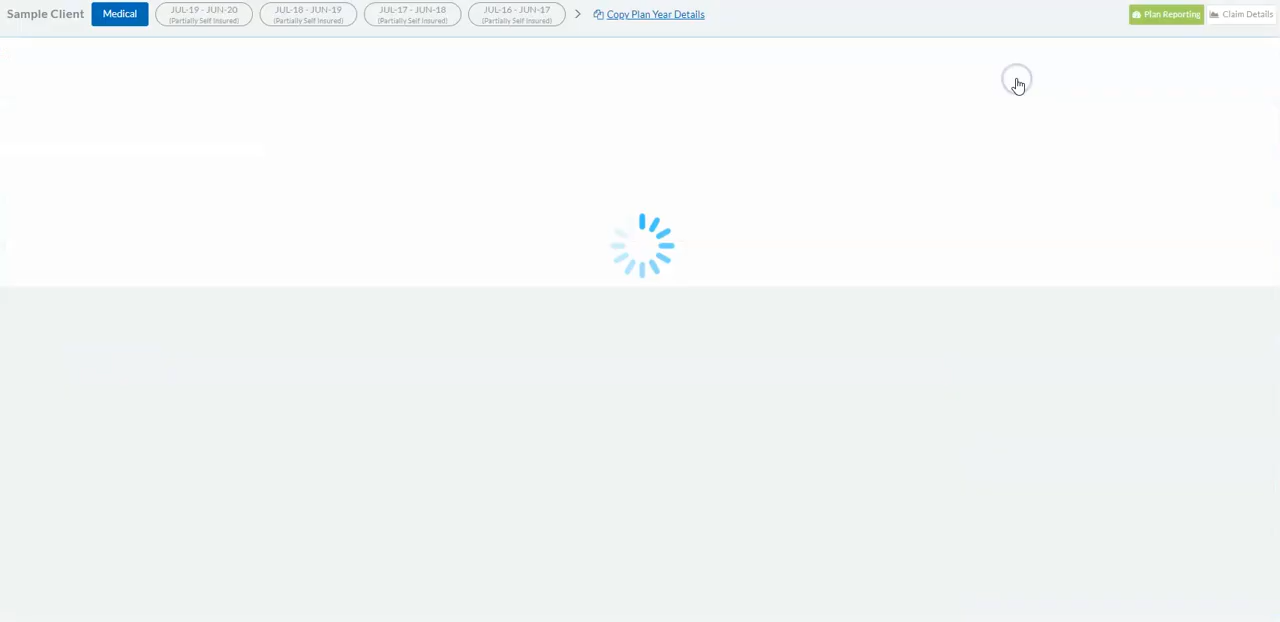 Sample Client
Medical
JUL-19 - JUN-20
(Partially Self Insured)
JUL-18 - JUN-19
(Partially Self Insured)
JUL-17 - JUN-18
(Partially Self Insured)
JUL-16 - JUN-17
(Partially Self Insured)
Copy Plan Year Details
Plan Reporting
Claim Details